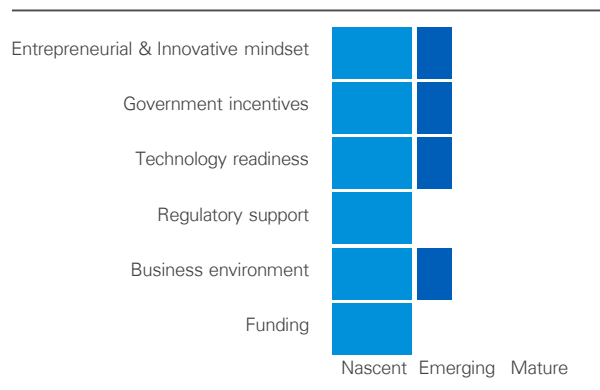 Entrepreneurial & Innovative mindset
Government incentives
Technology readiness
Regulatory support
Business environment
Funding
Nascent Emerging Mature